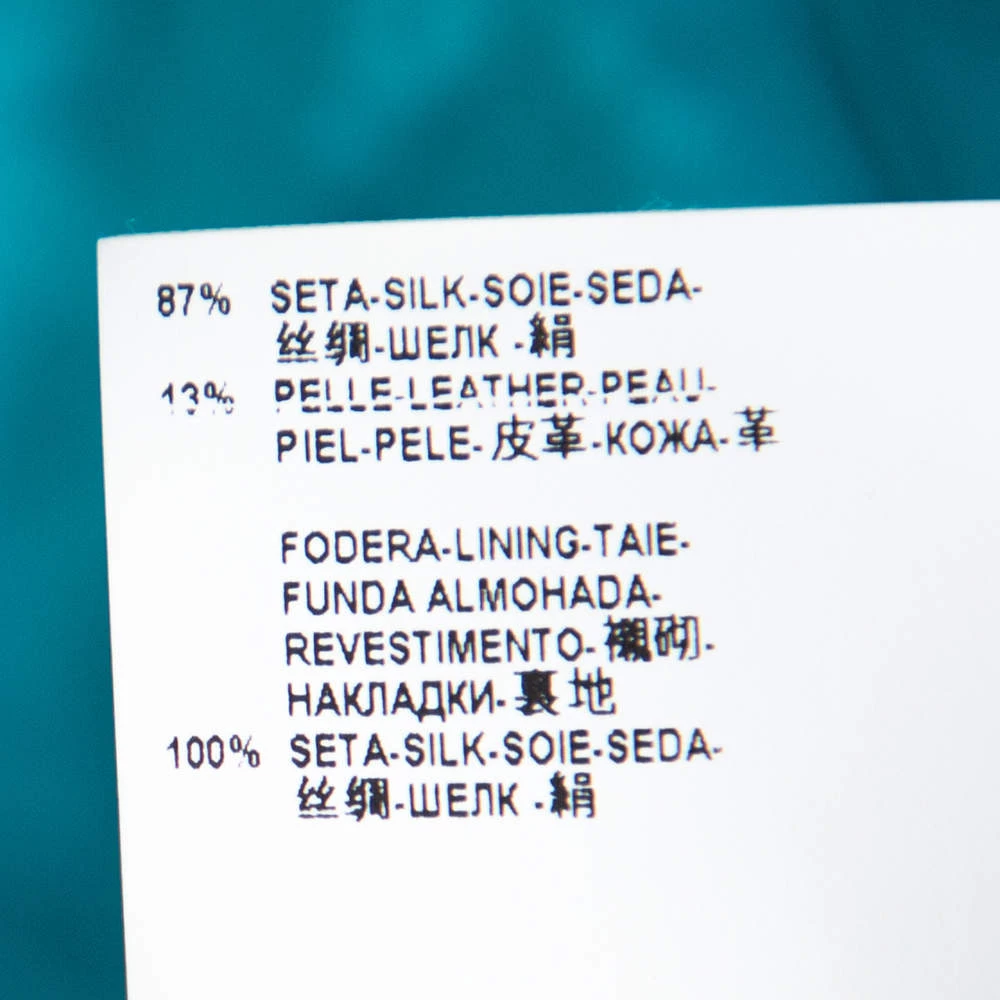 87% SETA-SILK-SOIE-SEDA-
丝绸-ШЕЛК -絹
13% PELLE-LEATHER-PEAU-
PIEL-PELE-皮革-КОЖА-革
FODERA-LINING-TAIE-
FUNDA ALMOHADA-
REVESTIMENTO-襯砌-
НАКЛАДКИ-裏地
100% SETA-SILK-SOIE-SEDA-
丝绸-ШЕЛК -絹